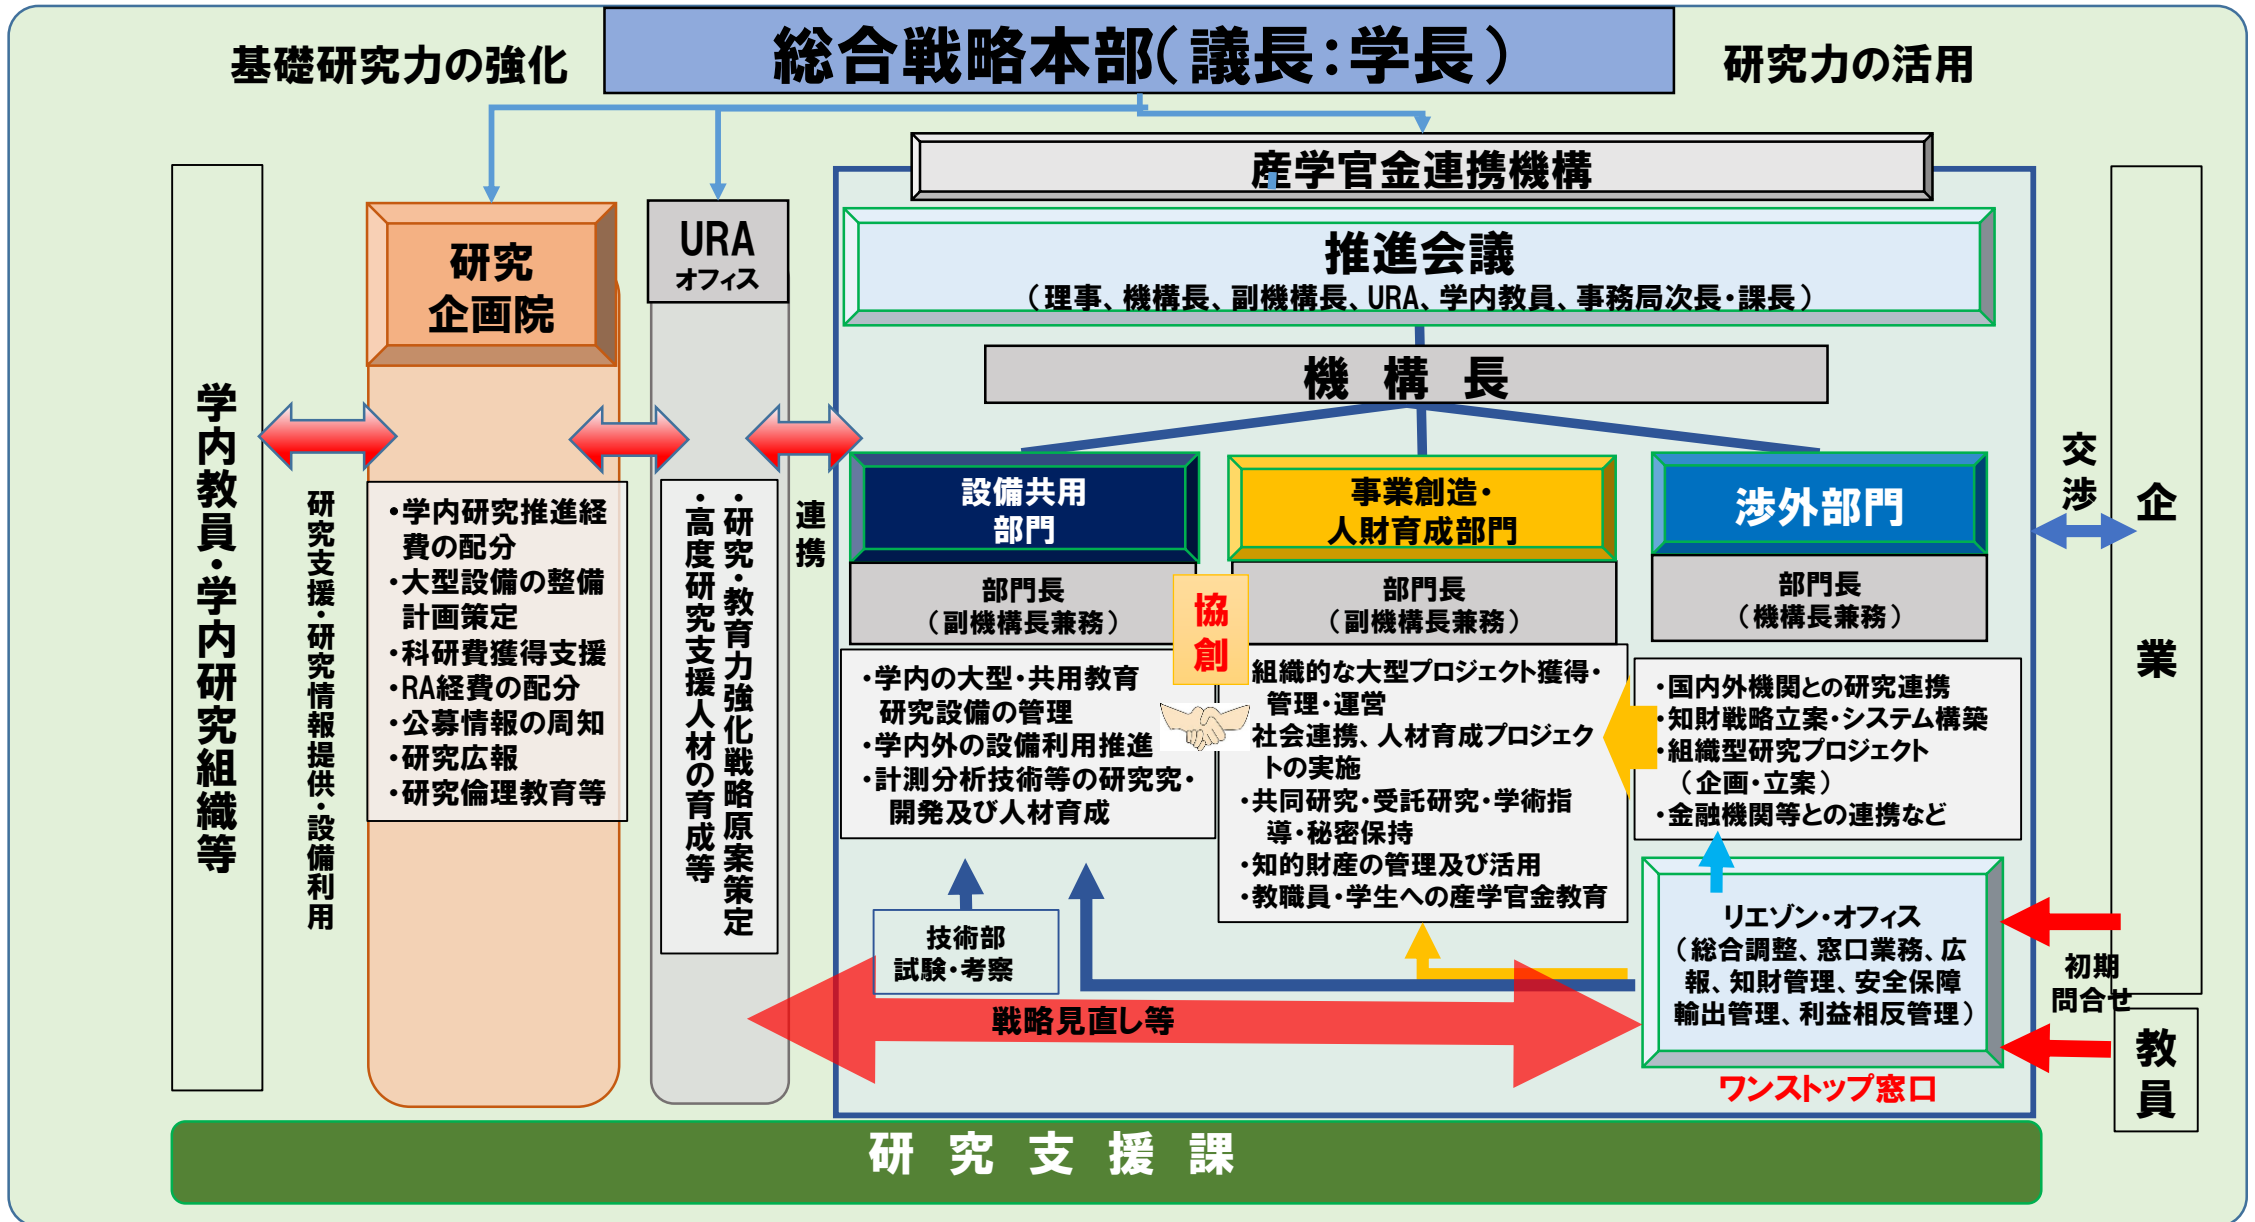 基礎研究力の強化
総合戦略本部(議長:学長)
研究力の活用
産学官金連携機構
推進会議
(理事、機構長、副機構長、URA、学内教員、事務局次長・課長)
機構長
学内教員・学内研究組織等
研究支援・研究情報提供・設備利用
研究
企画院
・学内研究推進経
費の配分
・大型設備の整備
計画策定
・科研費獲得支援
・RA経費の配分
・公募情報の周知
・研究広報
・研究倫理教育等
URA
オフィス
・研究・教育力強化戦略原案策定
・高度研究支援人材の育成等
連携
設備共用
部門
部門長
(副機構長兼務)
・学内の大型・共用教育
研究設備の管理
・学内外の設備利用推進
・計測分析技術等の研究究・
開発及び人材育成
技術部
試験・考察
協
創
事業創造・
人財育成部門
部門長
(副機構長兼務)
組織的な大型プロジェクト獲得・
管理・運営
社会連携、人材育成プロジェク
トの実施
・共同研究・受託研究・学術指
導・秘密保持
・知的財産の管理及び活用
・教職員・学生への産学官金教育
渉外部門
部門長
(機構長兼務)
・国内外機関との研究連携
・知財戦略立案・システム構築
・組織型研究プロジェクト
(企画・立案)
・金融機関等との連携など
リエゾン・オフィス
(総合調整、窓口業務、広
報、知財管理、安全保障
輸出管理、利益相反管理)
ワンストップ窓口
戦略見直し等
交渉
企業
初期
問合せ
教員
研究支援課